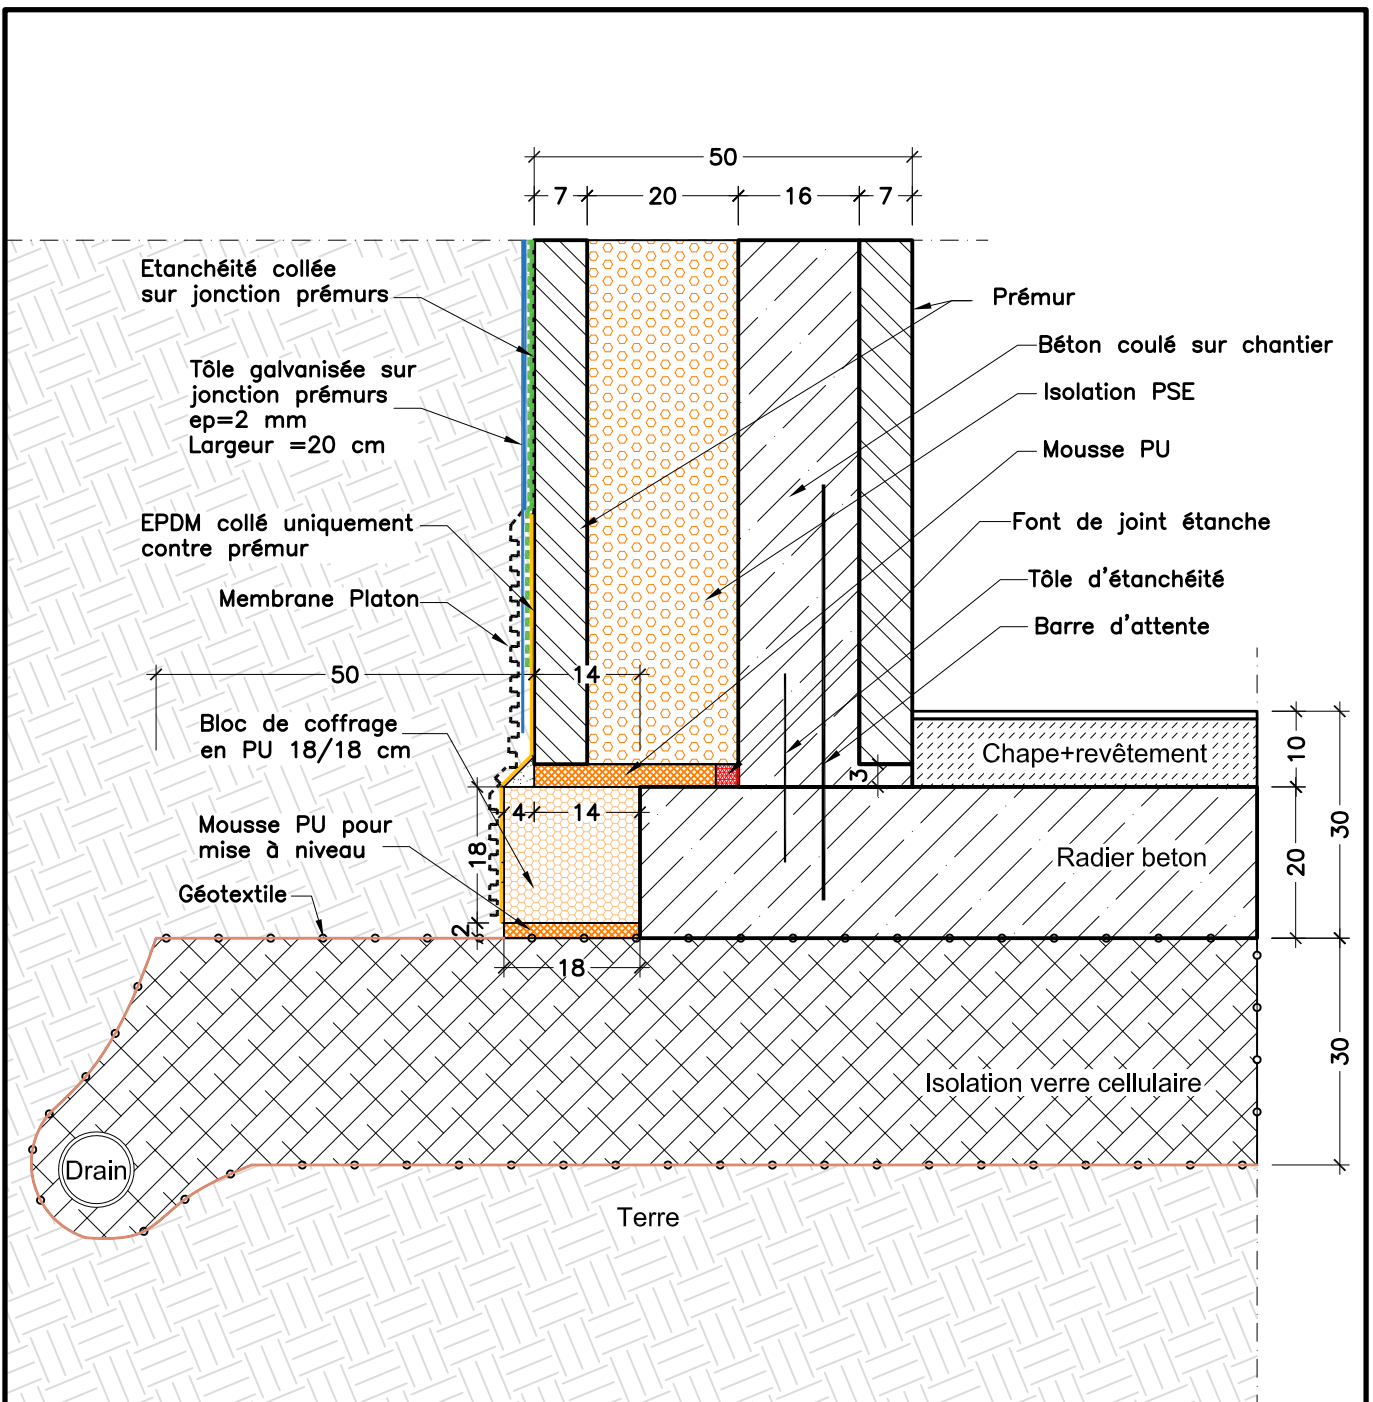 50
7 20 16 7
Etanchéité collée
sur jonction prémurs
Prémur
Béton coulé sur chantier
Tôle galvanisée sur
jonction prémurs
ep=2 mm
Largeur =20 cm
Isolation PSE
Mousse PU
EPDM collé uniquement
contre prémur
Font de joint étanche
Membrane Platon
Tôle d'étanchéité
Barre d'attente
50 14
Bloc de coffrage
en PU 18/18 cm
Chape+revêtement
10
3
4 14
Mousse PU pour
mise à niveau
18
30
20
Radier beton
Géotextile
2
18
30
Isolation verre cellulaire
Drain
Terre